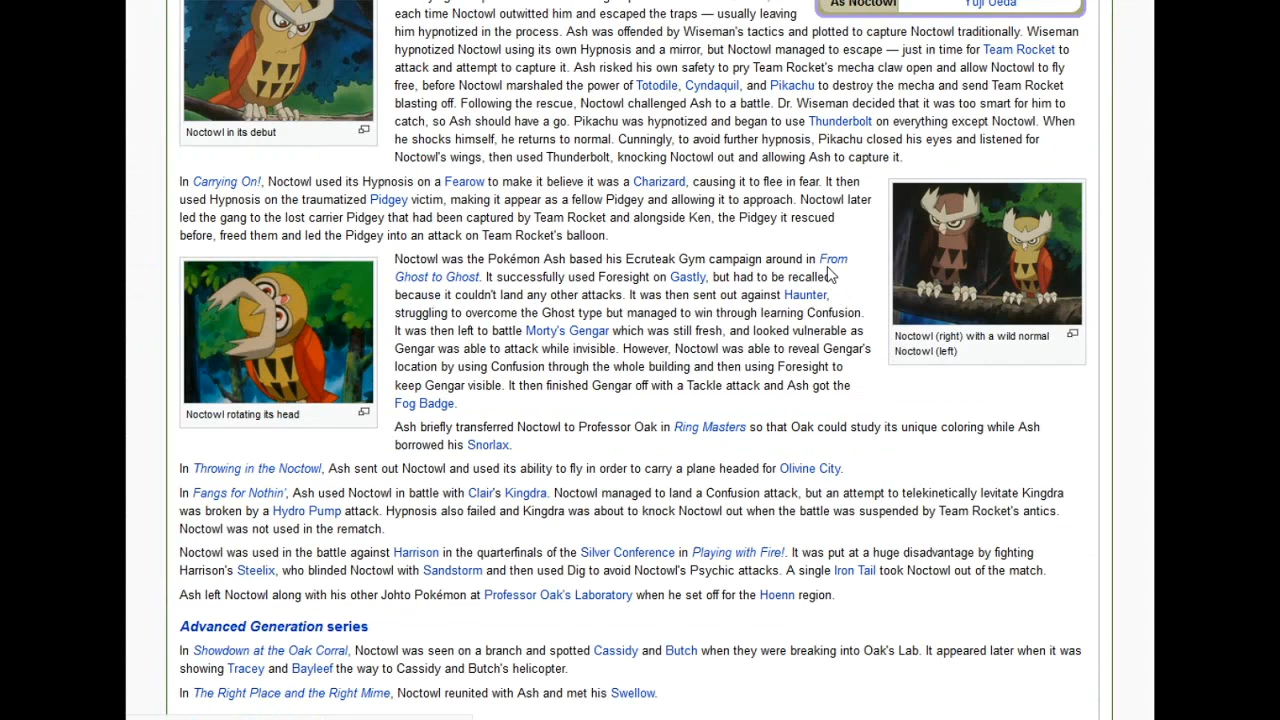 each time Noctowl outwitted him and escaped the traps — usually leaving
As Noctowl Yuji Ueda
him hypnotized in the process. Ash was offended by Wiseman's tactics and plotted to capture Noctowl traditionally. Wiseman
hypnotized Noctowl using its own Hypnosis and a mirror, but Noctowl managed to escape — just in time for Team Rocket to
attack and attempt to capture it. Ash risked his own safety to pry Team Rocket's mecha claw open and allow Noctowl to fly
free, before Noctowl marshaled the power of Totodile, Cyndaquil, and Pikachu to destroy the mecha and send Team Rocket
blasting off. Following the rescue, Noctowl challenged Ash to a battle. Dr. Wiseman decided that it was too smart for him to
catch, so Ash should have a go. Pikachu was hypnotized and began to use Thunderbolt on everything except Noctowl. When
he shocks himself, he returns to normal. Cunningly, to avoid further hypnosis, Pikachu closed his eyes and listened for
Noctowl's wings, then used Thunderbolt, knocking Noctowl out and allowing Ash to capture it.
Noctowl in its debut
In Carrying On!, Noctowl used its Hypnosis on a Fearow to make it believe it was a Charizard, causing it to flee in fear. It then
used Hypnosis on the traumatized Pidgey victim, making it appear as a fellow Pidgey and allowing it to approach. Noctowl later
led the gang to the lost carrier Pidgey that had been captured by Team Rocket and alongside Ken, the Pidgey it rescued
before, freed them and led the Pidgey into an attack on Team Rocket's balloon.
Noctowl (right) with a wild normal
Noctowl (left)
Noctowl was the Pokémon Ash based his Ecruteak Gym campaign around in From
Ghost to Ghost. It successfully used Foresight on Gastly, but had to be recalled
because it couldn't land any other attacks. It was then sent out against Haunter,
struggling to overcome the Ghost type but managed to win through learning Confusion.
It was then left to battle Morty's Gengar which was still fresh, and looked vulnerable as
Gengar was able to attack while invisible. However, Noctowl was able to reveal Gengar's
location by using Confusion through the whole building and then using Foresight to
keep Gengar visible. It then finished Gengar off with a Tackle attack and Ash got the
Fog Badge.
Noctowl rotating its head
Ash briefly transferred Noctowl to Professor Oak in Ring Masters so that Oak could study its unique coloring while Ash
borrowed his Snorlax.
In Throwing in the Noctowl, Ash sent out Noctowl and used its ability to fly in order to carry a plane headed for Olivine City.
In Fangs for Nothin', Ash used Noctowl in battle with Clair's Kingdra. Noctowl managed to land a Confusion attack, but an attempt to telekinetically levitate Kingdra
was broken by a Hydro Pump attack. Hypnosis also failed and Kingdra was about to knock Noctowl out when the battle was suspended by Team Rocket's antics.
Noctowl was not used in the rematch.
Noctowl was used in the battle against Harrison in the quarterfinals of the Silver Conference in Playing with Fire!. It was put at a huge disadvantage by fighting
Harrison's Steelix, who blinded Noctowl with Sandstorm and then used Dig to avoid Noctowl's Psychic attacks. A single Iron Tail took Noctowl out of the match.
Ash left Noctowl along with his other Johto Pokémon at Professor Oak's Laboratory when he set off for the Hoenn region.
Advanced Generation series
In Showdown at the Oak Corral, Noctowl was seen on a branch and spotted Cassidy and Butch when they were breaking into Oak's Lab. It appeared later when it was
showing Tracey and Bayleef the way to Cassidy and Butch's helicopter.
In The Right Place and the Right Mime, Noctowl reunited with Ash and met his Swellow.